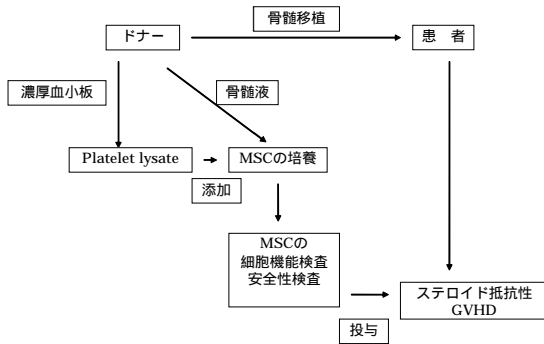 骨髄移植
ドナー
患　者
濃厚血小板
骨髄液
Platelet lysate
MSCの培養
添加
MSCの
細胞機能検査
安全性検査
ステロイド抵抗性
GVHD
投与